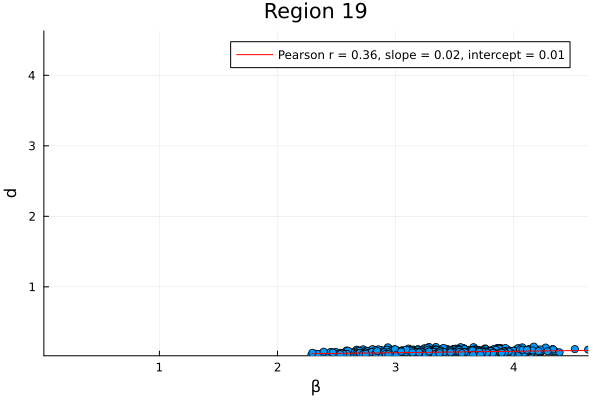 Region 19
Pearson r = 0.36, slope = 0.02, intercept = 0.01
4
3
2
1
d
1 2 3 4
β